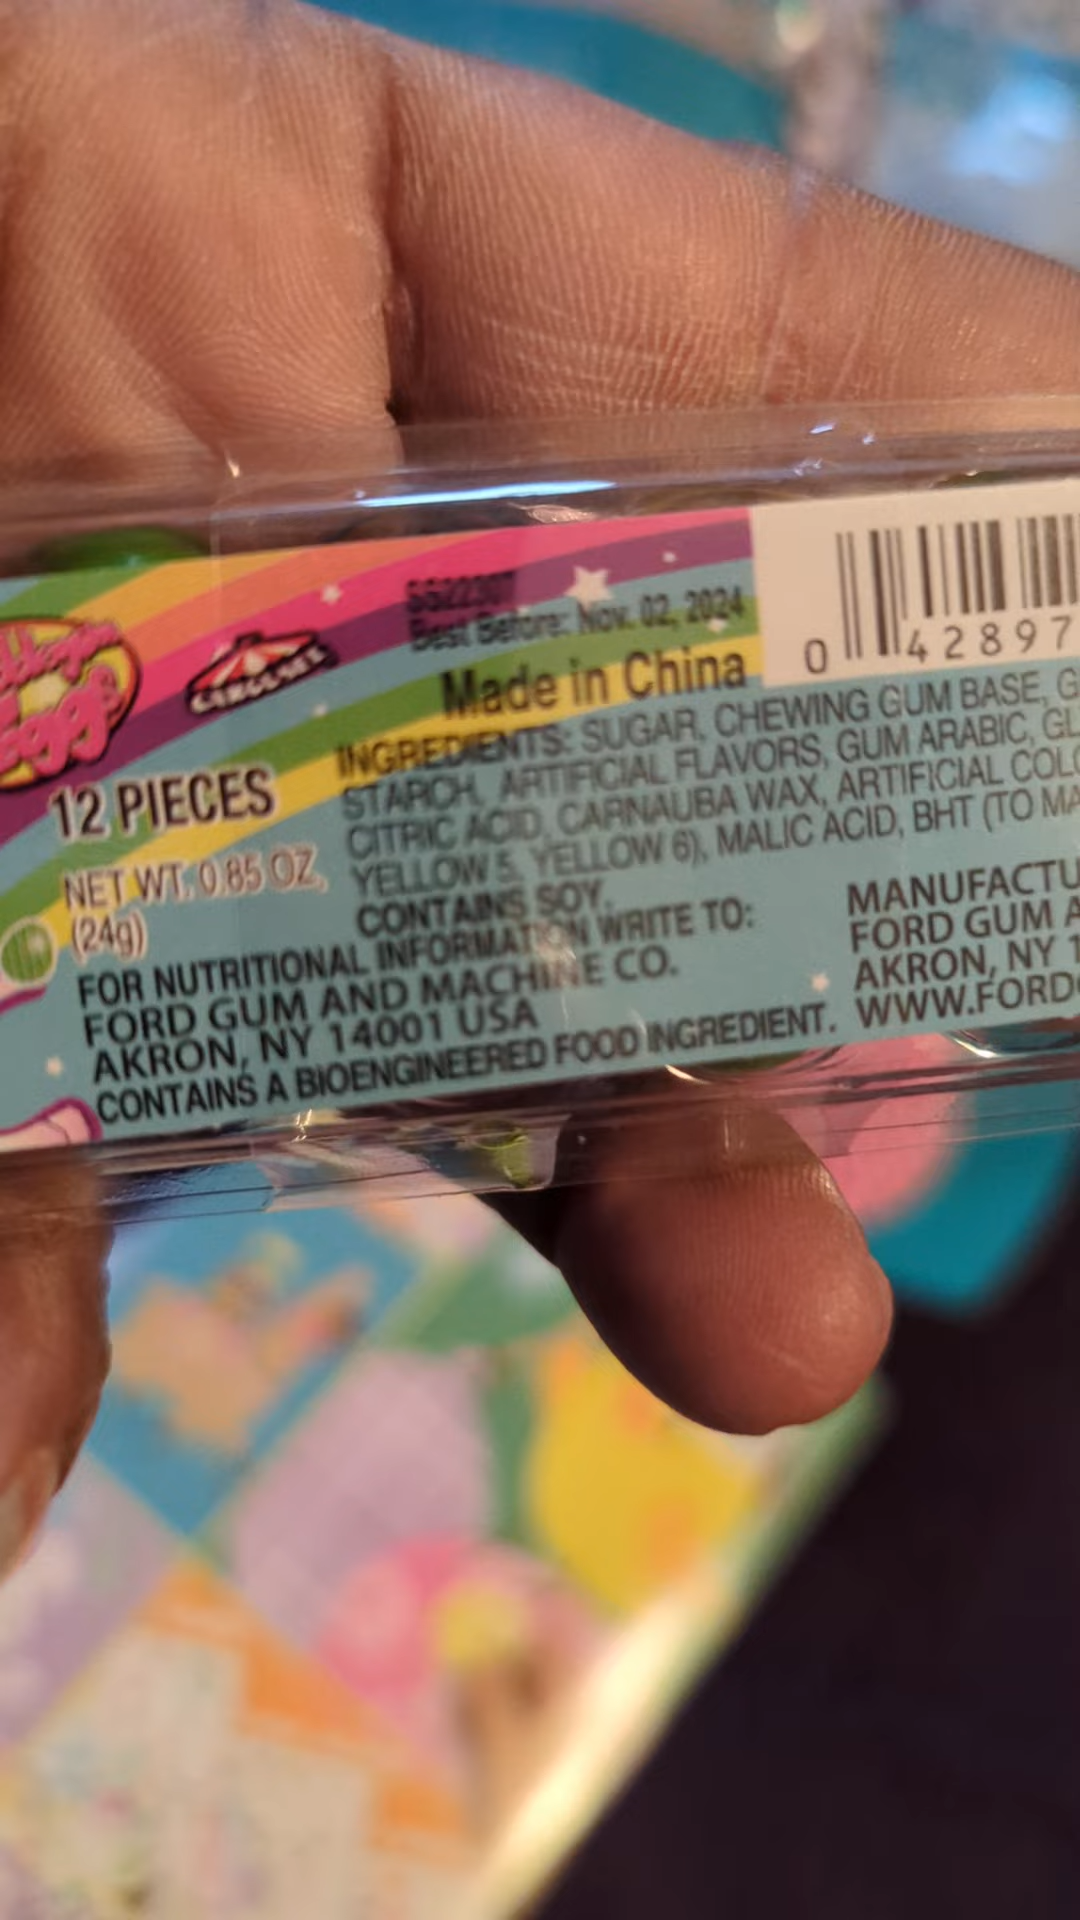 Best Before: Nov. 02, 2024
Made in China
0 42897
INGREDIENTS: SUGAR, CHEWING GUM BASE, G
STARCH, ARTIFICIAL FLAVORS, GUM ARABIC, GL
CITRIC ACID, CARNAUBA WAX, ARTIFICIAL COLO
YELLOW 5, YELLOW 6), MALIC ACID, BHT (TO MA
CONTAINS SOY.
12 PIECES
NET WT. 0.85 OZ,
(24g)
FOR NUTRITIONAL INFORMATION WRITE TO:
FORD GUM AND MACHINE CO.
AKRON, NY 14001 USA
CONTAINS A BIOENGINEERED FOOD INGREDIENT.
MANUFACTU
FORD GUM A
AKRON, NY 1
WWW.FORDG